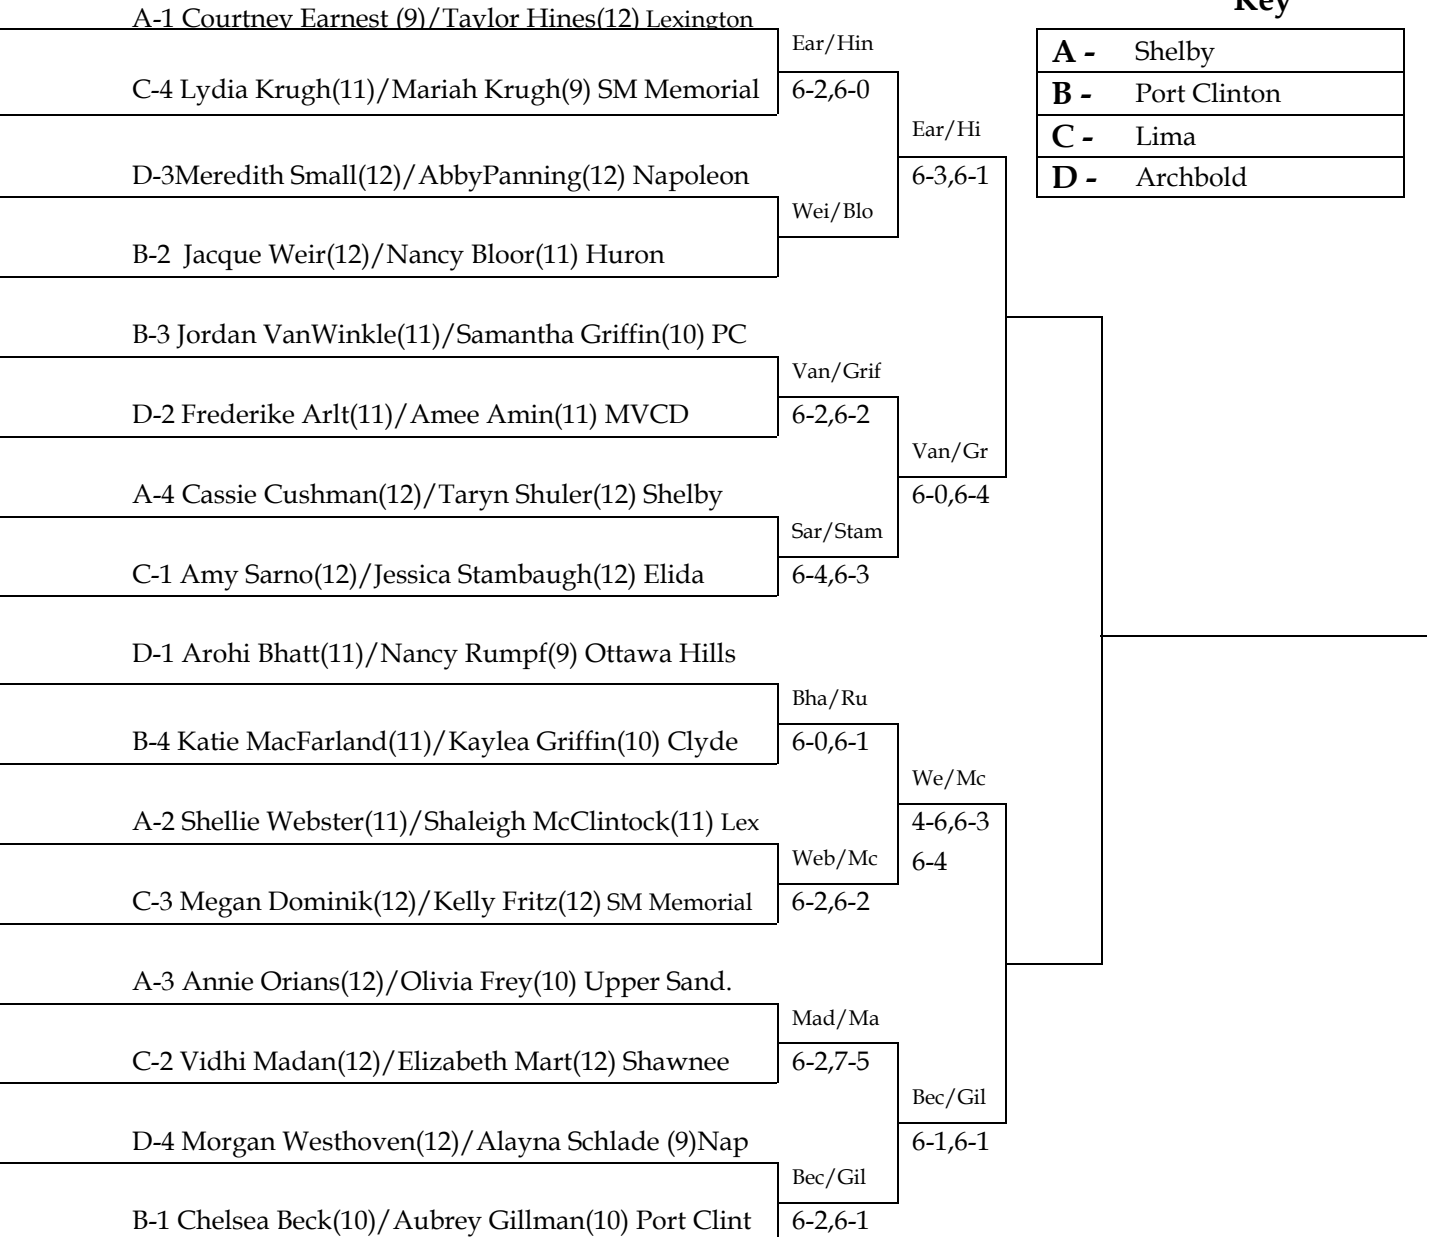 Key
A-1 Courtney Earnest (9)/Taylor Hines(12) Lexington
Ear/Hin
A - Shelby
C-4 Lydia Krugh(11)/Mariah Krugh(9) SM Memorial
6-2,6-0
B - Port Clinton
Ear/Hi
C - Lima
D-3Meredith Small(12)/AbbyPanning(12) Napoleon
6-3,6-1
D - Archbold
Wei/Blo
B-2 Jacque Weir(12)/Nancy Bloor(11) Huron
B-3 Jordan VanWinkle(11)/Samantha Griffin(10) PC
Van/Grif
D-2 Frederike Arlt(11)/Amee Amin(11) MVCD
6-2,6-2
Van/Gr
A-4 Cassie Cushman(12)/Taryn Shuler(12) Shelby
6-0,6-4
Sar/Stam
C-1 Amy Sarno(12)/Jessica Stambaugh(12) Elida
6-4,6-3
D-1 Arohi Bhatt(11)/Nancy Rumpf(9) Ottawa Hills
Bha/Ru
B-4 Katie MacFarland(11)/Kaylea Griffin(10) Clyde
6-0,6-1
We/Mc
A-2 Shellie Webster(11)/Shaleigh McClintock(11) Lex
4-6,6-3
Web/Mc
6-4
C-3 Megan Dominik(12)/Kelly Fritz(12) SM Memorial
6-2,6-2
A-3 Annie Orians(12)/Olivia Frey(10) Upper Sand.
Mad/Ma
C-2 Vidhi Madan(12)/Elizabeth Mart(12) Shawnee
6-2,7-5
Bec/Gil
D-4 Morgan Westhoven(12)/Alayna Schlade (9)Nap
6-1,6-1
Bec/Gil
B-1 Chelsea Beck(10)/Aubrey Gillman(10) Port Clint
6-2,6-1